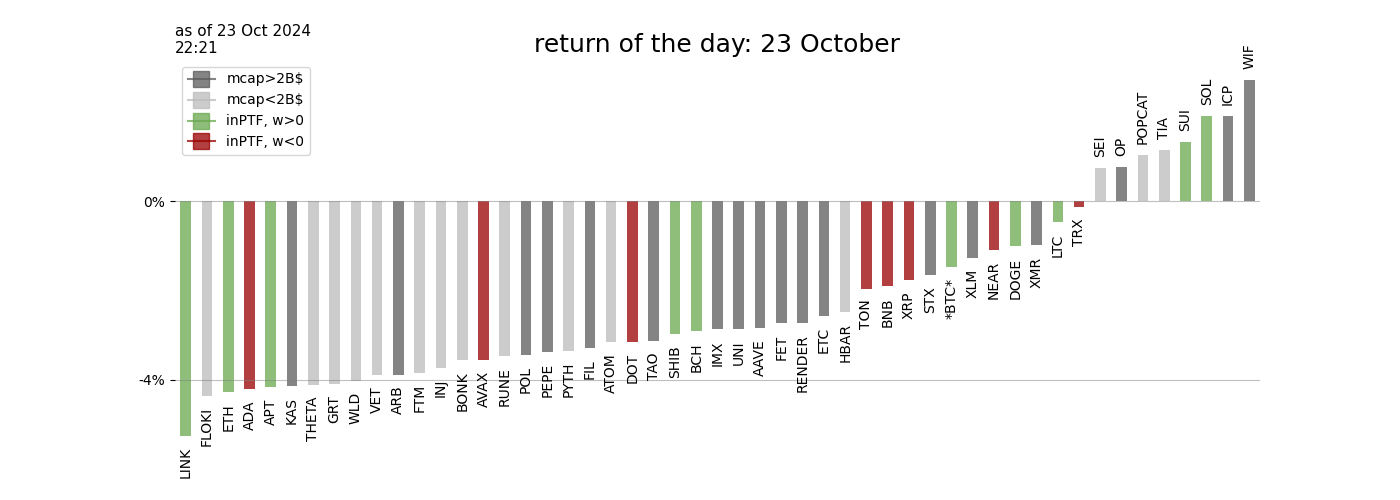 as of 23 Oct 2024
22:21
return of the day: 23 October
mcap>2B$
mcap<2B$
inPTF, w>0
inPTF, w<0
0%
-4%
LINK
FLOKI
ETH
ADA
APT
KAS
THETA
GRT
WLD
VET
ARB
FTM
INJ
BONK
AVAX
RUNE
POL
PEPE
PYTH
FIL
ATOM
DOT
TAO
SHIB
BCH
IMX
UNI
AAVE
FET
RENDER
ETC
HBAR
TON
BNB
XRP
STX
*BTC*
XLM
NEAR
DOGE
XMR
LTC
TRX
SEI
OP
POPCAT
TIA
SUI
SOL
ICP
WIF